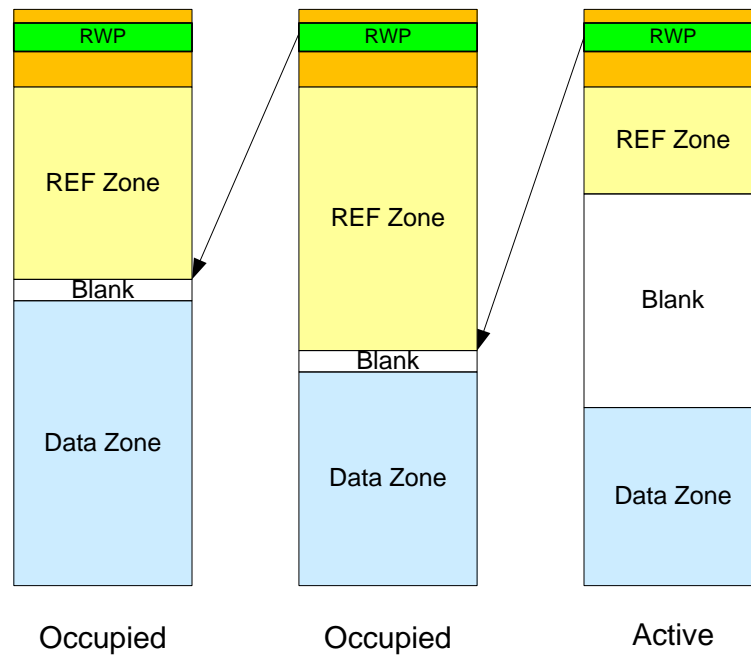 RWP
REF Zone
Blank
Data Zone
Occupied
RWP
REF Zone
Blank
Data Zone
Occupied
RWP
REF Zone
Blank
Data Zone
Active